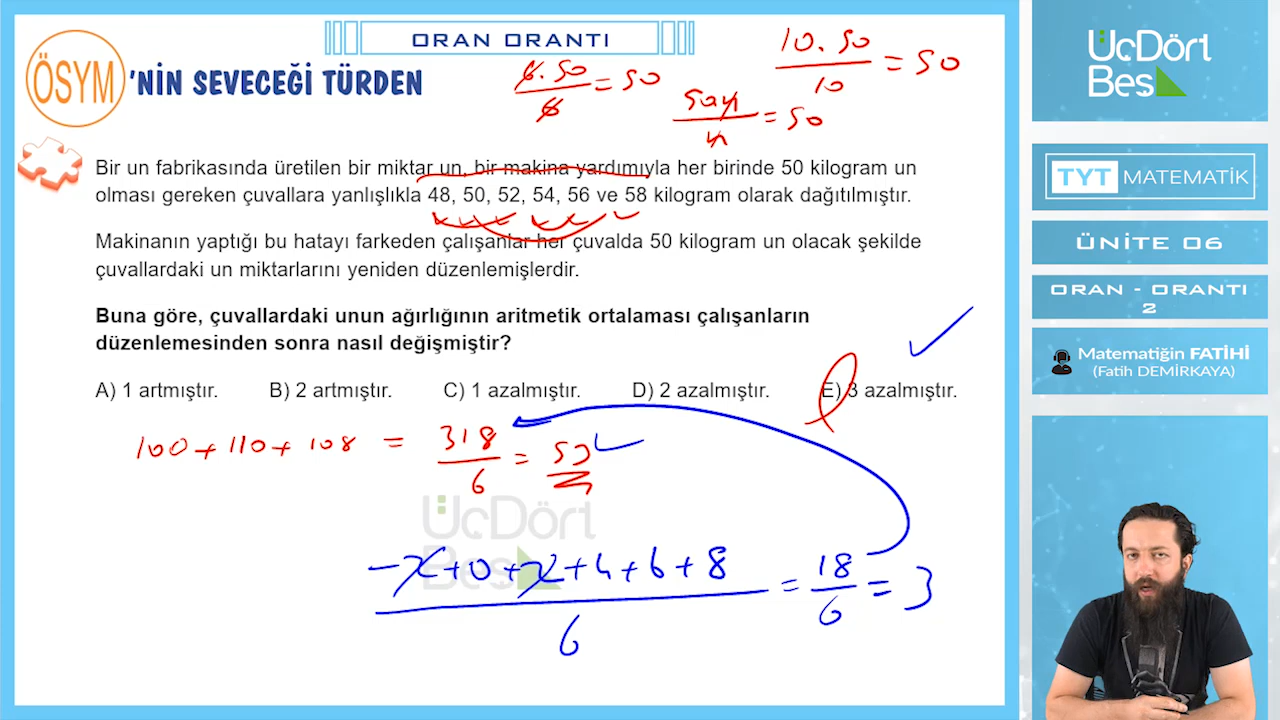 ORAN ORANTI
ÖSYM'NİN SEVECEĞİ TÜRDEN
6.50/6 = 50
10.50/10 = 50
50.n/n = 50
Bir un fabrikasında üretilen bir miktar un, bir makina yardımıyla her birinde 50 kilogram un
olması gereken çuvallara yanlışlıkla 48, 50, 52, 54, 56 ve 58 kilogram olarak dağıtılmıştır.
Makinanın yaptığı bu hatayı farkeden çalışanlar her çuvalda 50 kilogram un olacak şekilde
çuvallardaki un miktarlarını yeniden düzenlemişlerdir.
Buna göre, çuvallardaki unun ağırlığının aritmetik ortalaması çalışanların
düzenlemesinden sonra nasıl değişmiştir?
A) 1 artmıştır. B) 2 artmıştır. C) 1 azalmıştır. D) 2 azalmıştır. E) 3 azalmıştır.
100 + 110 + 108 = 318/6 = 53
ÜçDört
Beş
-2+0+2+4+6+8/6 = 18/6 = 3
ÜçDört
Beş
TYT MATEMATİK
ÜNİTE 06
ORAN - ORANTI
2
Matematiğin FATİHİ
(Fatih DEMİRKAYA)